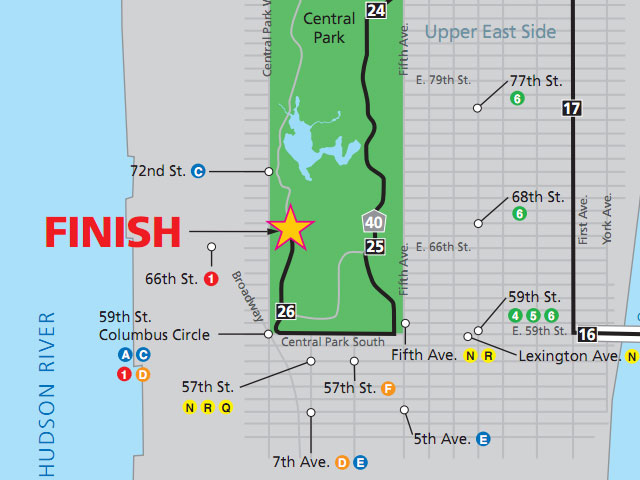 Central Park W
Central
Park
24
Fifth Ave.
Upper East Side
E. 79th St.
77th St.
6
17
72nd St. C
68th St.
6
First Ave.
York Ave.
FINISH
40
25
E. 66th St.
Fifth Ave.
66th St. 1
Broadway
26
59th St.
4 5 6
59th St.
Columbus Circle
A C
1 D
Central Park South
E. 59th St.
16
Fifth Ave. N R
Lexington Ave. N
57th St.
N R Q
57th St. F
5th Ave. E
7th Ave. D E
HUDSON RIVER